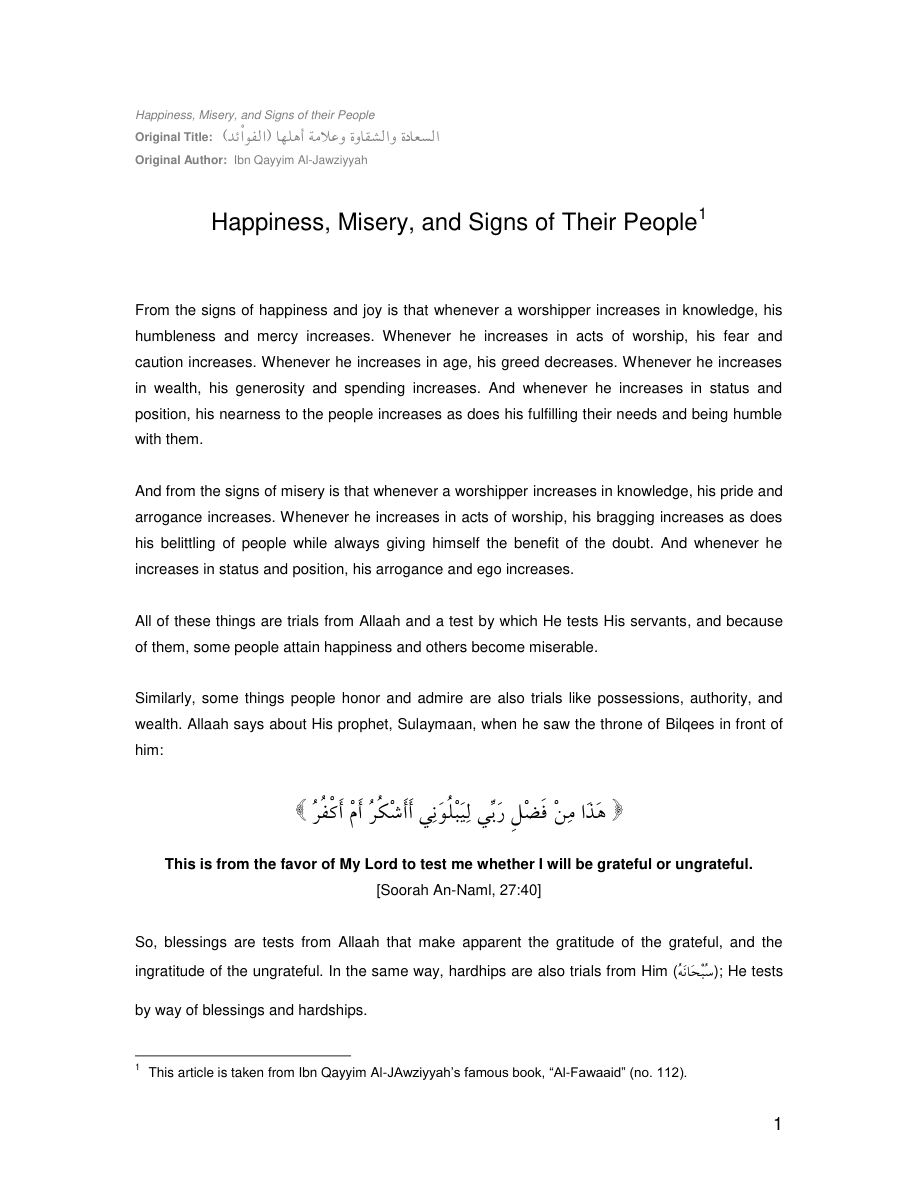 Happiness, Misery, and Signs of their People
Original Title: السعادة والشقاوة وعلامة أهلها (الفوأئد)
Original Author: Ibn Qayyim Al-Jawziyyah
Happiness, Misery, and Signs of Their People1
From the signs of happiness and joy is that whenever a worshipper increases in knowledge, his
humbleness and mercy increases. Whenever he increases in acts of worship, his fear and
caution increases. Whenever he increases in age, his greed decreases. Whenever he increases
in wealth, his generosity and spending increases. And whenever he increases in status and
position, his nearness to the people increases as does his fulfilling their needs and being humble
with them.
And from the signs of misery is that whenever a worshipper increases in knowledge, his pride and
arrogance increases. Whenever he increases in acts of worship, his bragging increases as does
his belittling of people while always giving himself the benefit of the doubt. And whenever he
increases in status and position, his arrogance and ego increases.
All of these things are trials from Allaah and a test by which He tests His servants, and because
of them, some people attain happiness and others become miserable.
Similarly, some things people honor and admire are also trials like possessions, authority, and
wealth. Allaah says about His prophet, Sulaymaan, when he saw the throne of Bilqees in front of
him:
﴿ هَذَا مِنْ فَضْلِ رَبِّي لِيَبْلُوَنِي أَأَشْكُرُ أَمْ أَكْفُرُ ﴾
This is from the favor of My Lord to test me whether I will be grateful or ungrateful.
[Soorah An-Naml, 27:40]
So, blessings are tests from Allaah that make apparent the gratitude of the grateful, and the
ingratitude of the ungrateful. In the same way, hardhips are also trials from Him (سُبْحَانَهُ); He tests
by way of blessings and hardships.
1 This article is taken from Ibn Qayyim Al-JAwziyyah's famous book, “Al-Fawaaid” (no. 112).
1